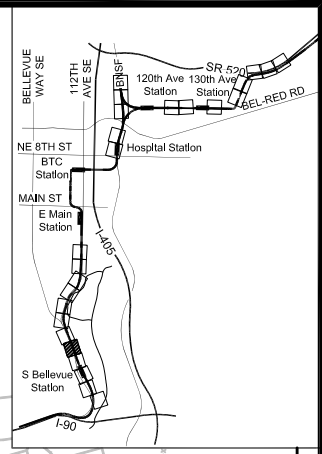 BELLEVUE
WAY SE
112TH
AVE SE
BNSF
SR 520
120th Ave
Station
130th Ave
Station
BEL-RED RD
NE 8TH ST
Hospital Station
BTC
Station
MAIN ST
E Main
Station
I-405
S Bellevue
Station
I-90